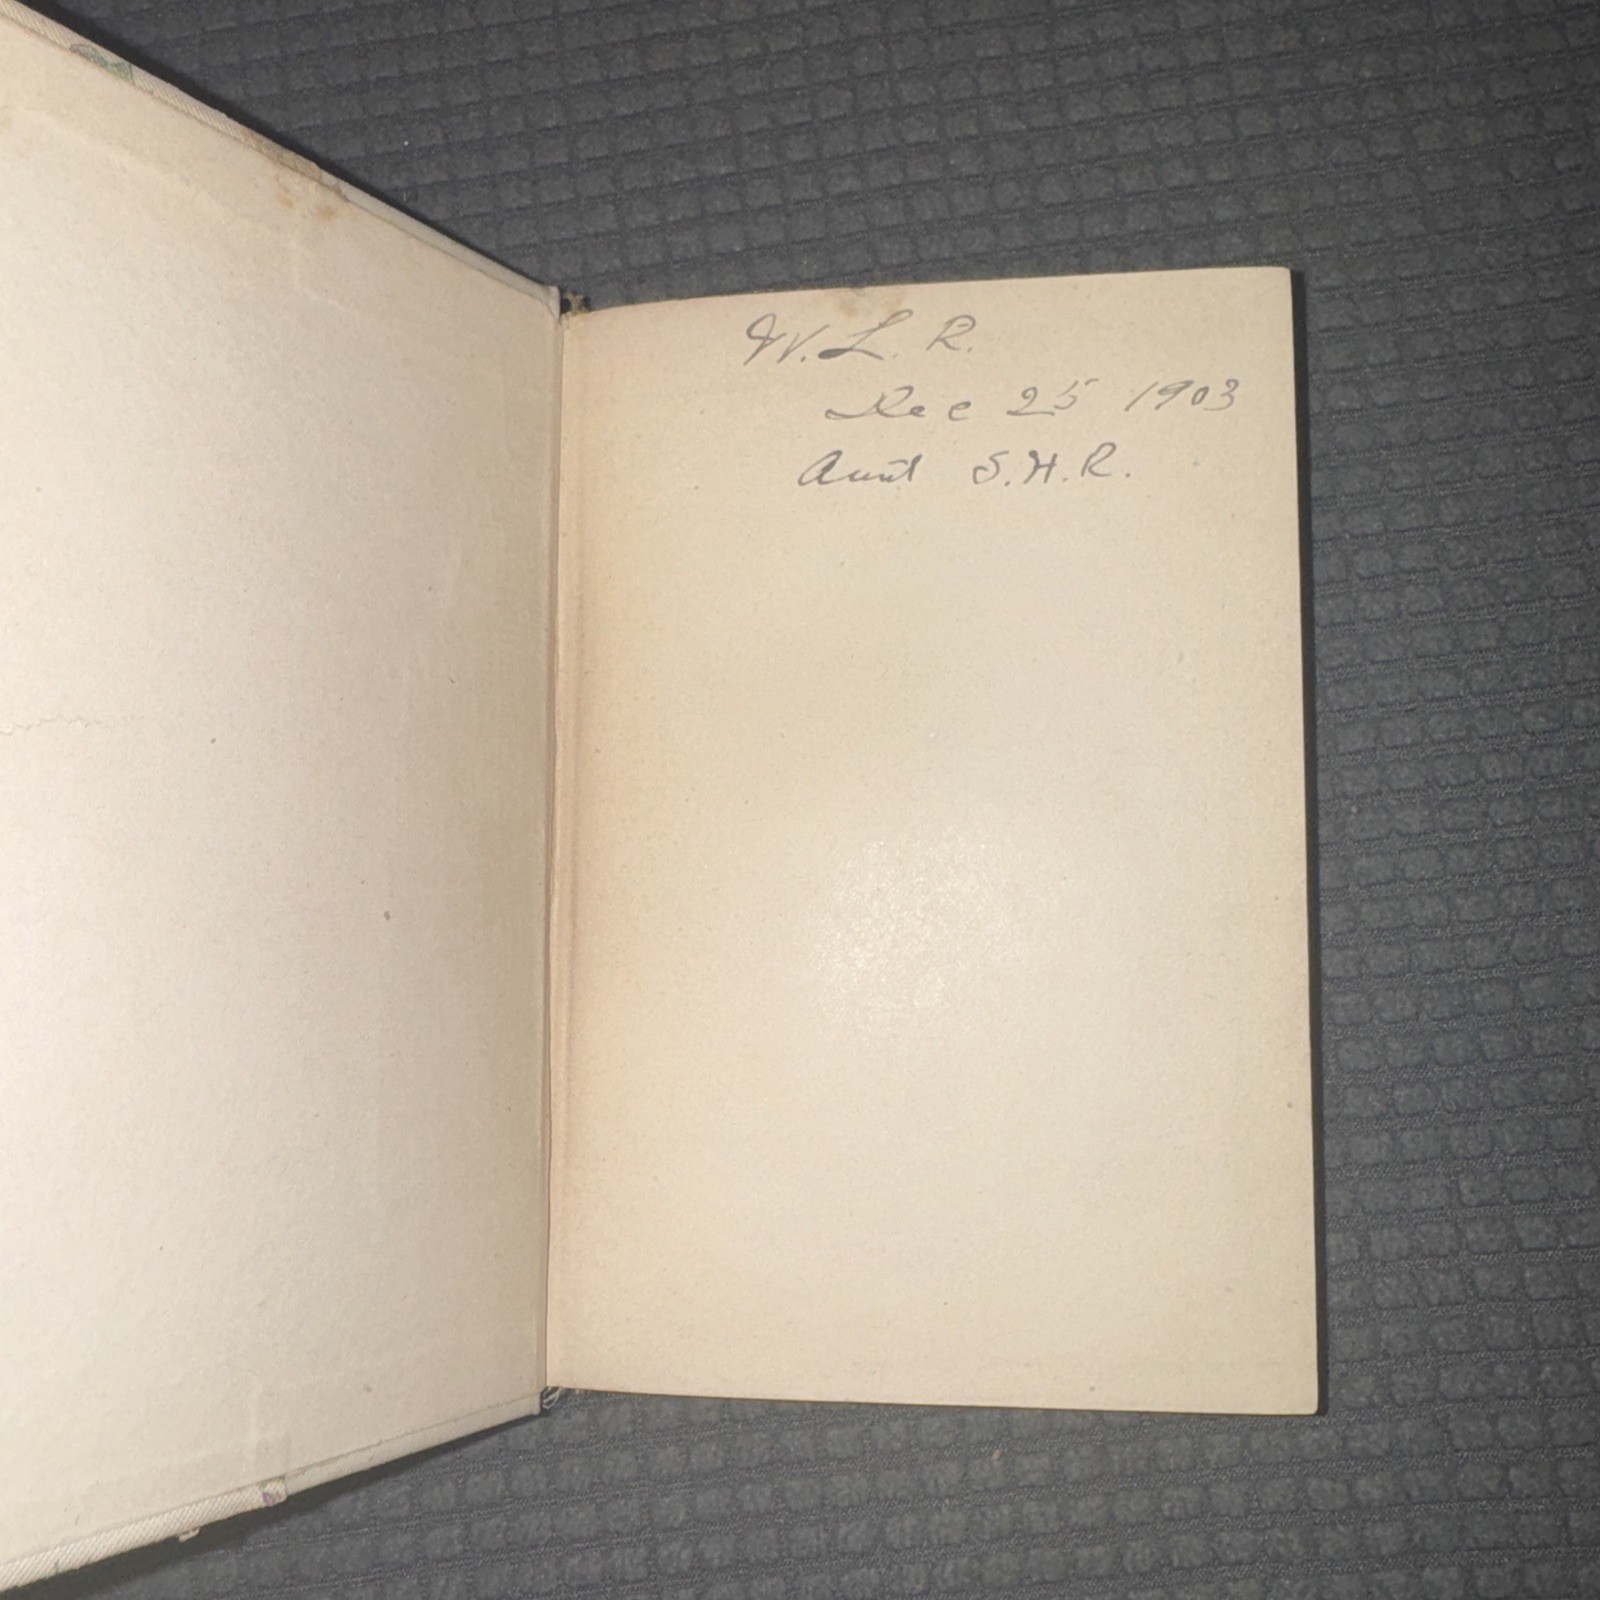 W. L. R.
Dec 25 1903
Aunt S. H. R.